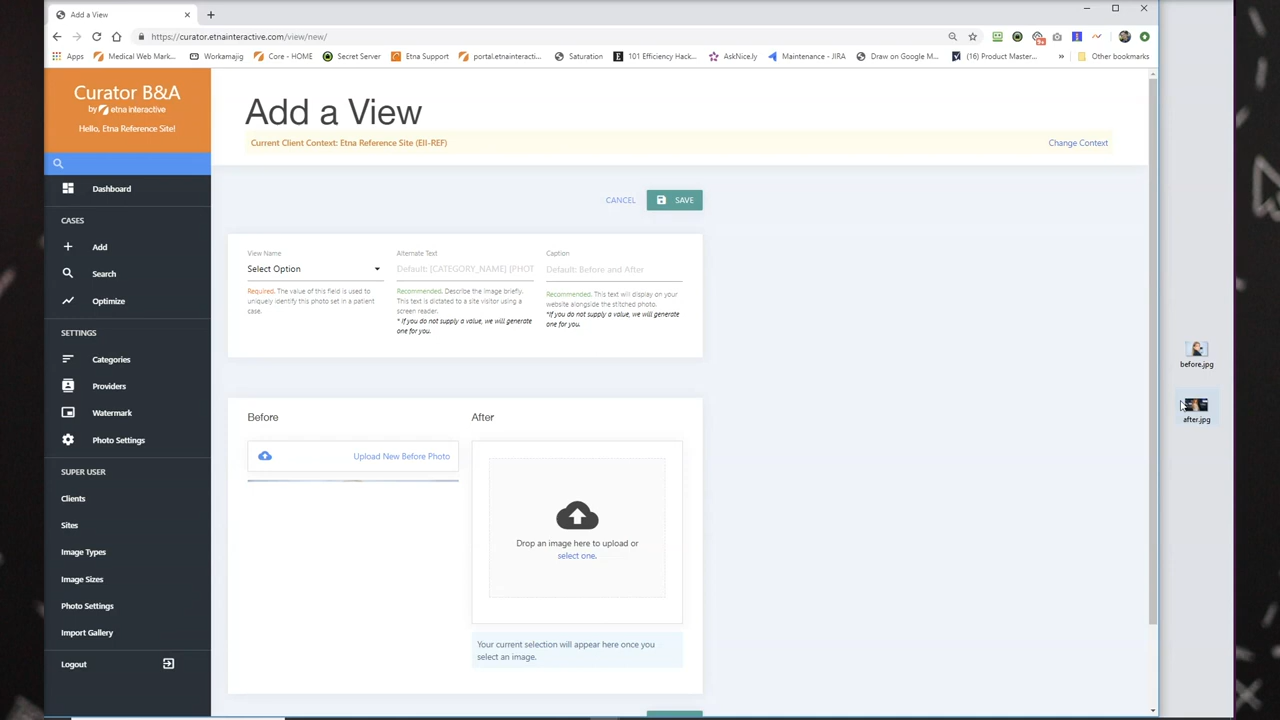 Add a View
https://curator.etnainteractive.com/view/new/
9+
Apps
Medical Web Mark...
Workamajig
Core - HOME
Secret Server
Etna Support
portal.etnainteracti...
Saturation
101 Efficiency Hack...
AskNice.ly
Maintenance - JIRA
Draw on Google M...
(16) Product Master...
»
Other bookmarks
Curator B&A
by etna interactive
Hello, Etna Reference Site!
Dashboard
CASES
Add
Search
Optimize
SETTINGS
Categories
Providers
Watermark
Photo Settings
SUPER USER
Clients
Sites
Image Types
Image Sizes
Photo Settings
Import Gallery
Logout
Add a View
Current Client Context: Etna Reference Site (EII-REF)
Change Context
CANCEL
SAVE
View Name
Select Option
Required. The value of this field is used to
uniquely identify this photo set in a patient
case.
Alternate Text
Default: [CATEGORY_NAME] [PHOT
Recommended. Describe the image briefly.
This text is dictated to a site visitor using a
screen reader.
* If you do not supply a value, we will generate
one for you.
Caption
Default: Before and After
Recommended. This text will display on your
website alongside the stitched photo.
*If you do not supply a value, we will generate
one for you.
Before
Upload New Before Photo
After
Drop an image here to upload or
select one.
Your current selection will appear here once you
select an image.
before.jpg
after.jpg